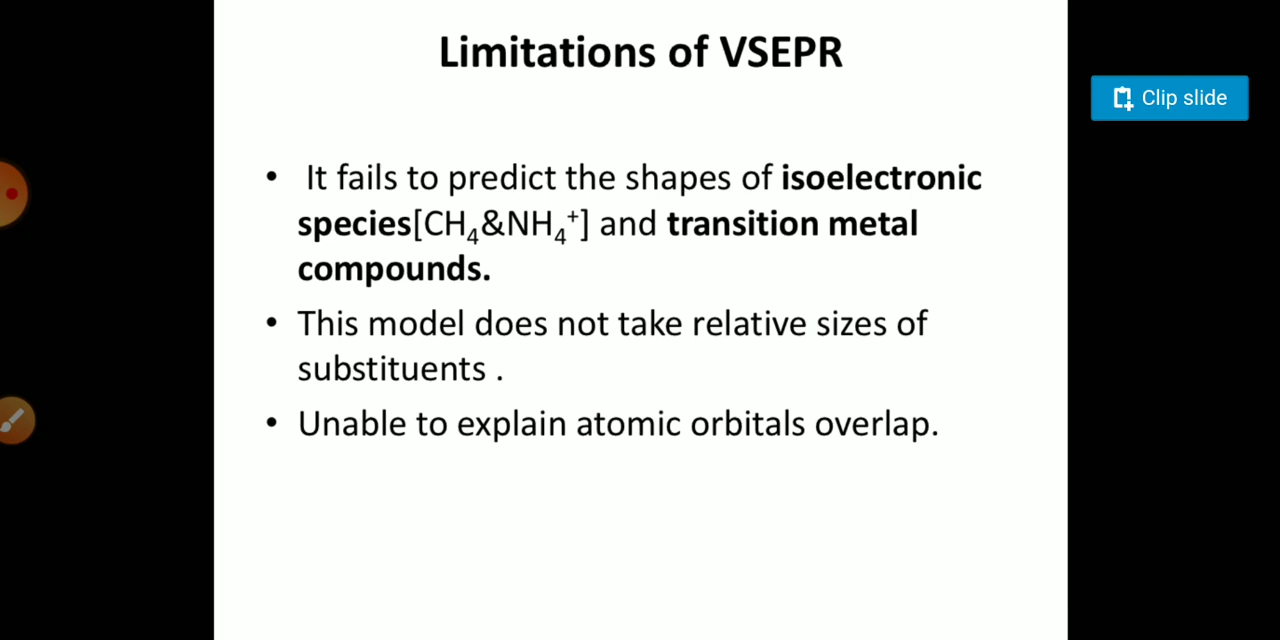 Limitations of VSEPR
Clip slide
• It fails to predict the shapes of isoelectronic
species[CH₄&NH₄⁺] and transition metal
compounds.
• This model does not take relative sizes of
substituents .
• Unable to explain atomic orbitals overlap.